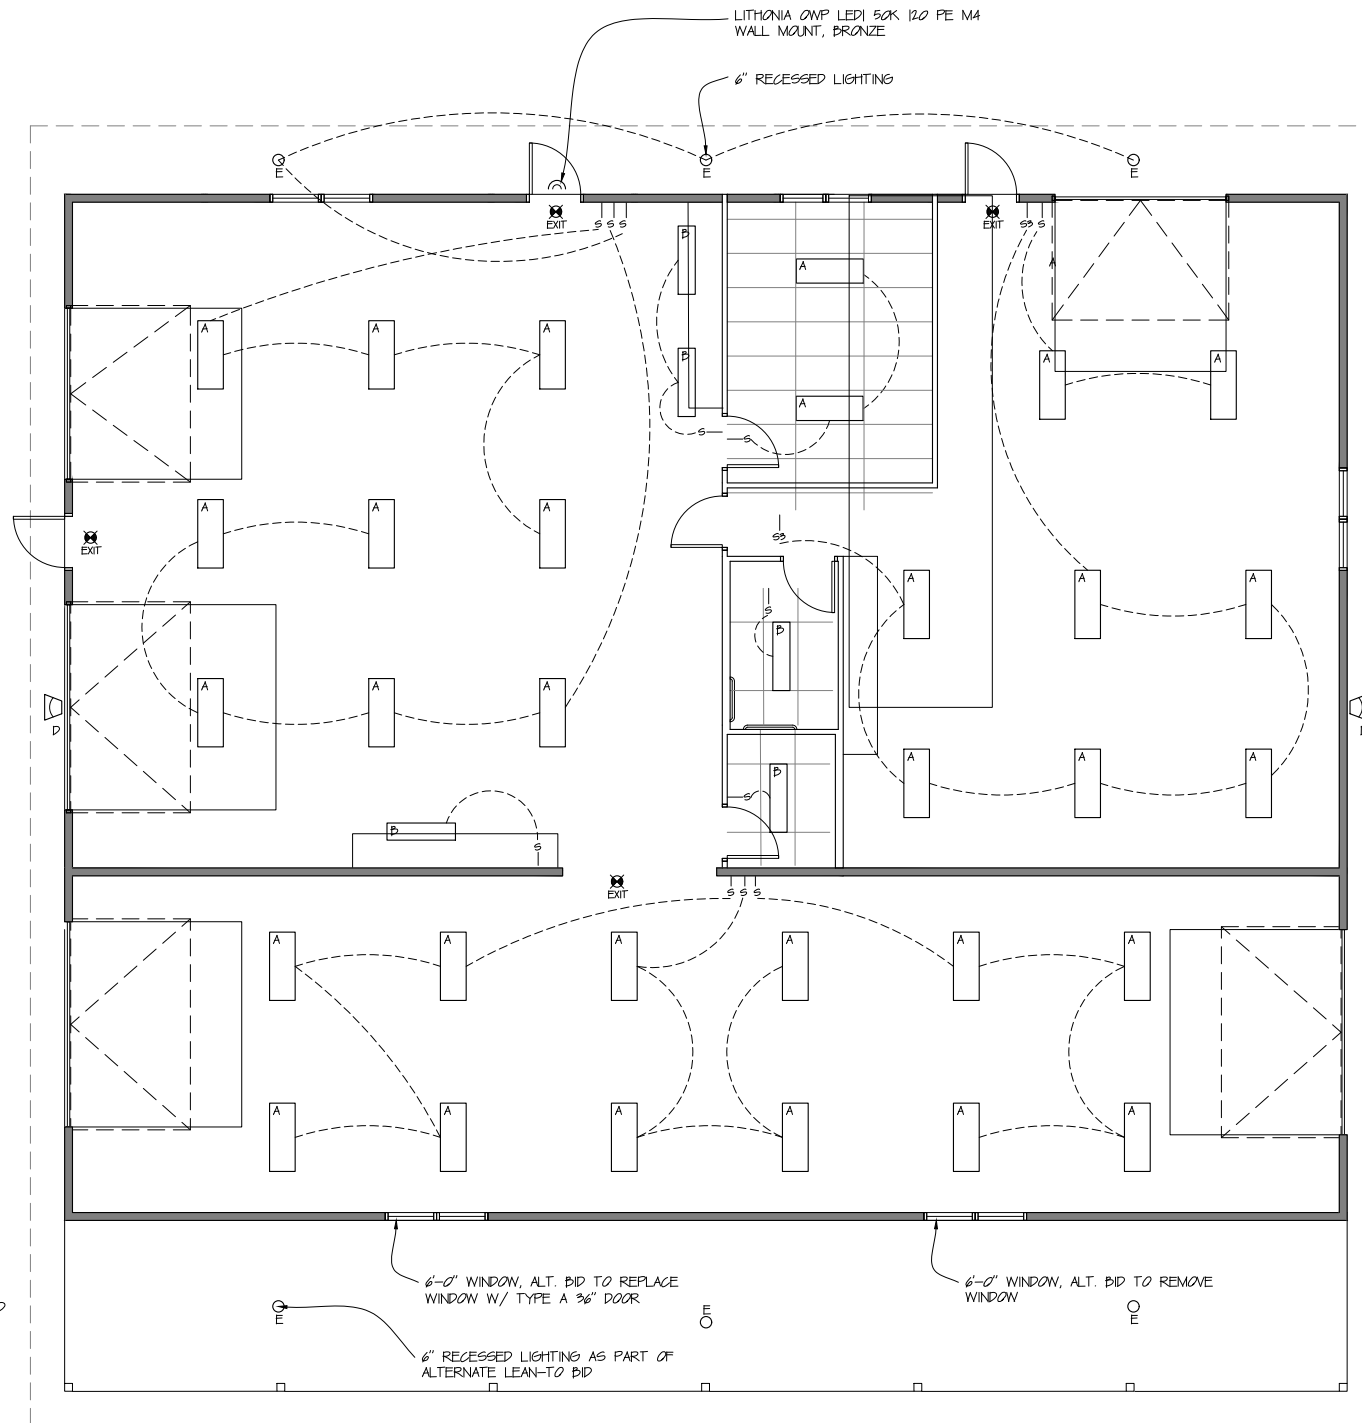 LITHONIA OWP LED1 50K 120 PE M4
WALL MOUNT, BRONZE
6" RECESSED LIGHTING
E
E
E
EXIT
S S S
EXIT
S3 S
B
A
A
A
A
A
B
A
A
A
A
S
S
A
A
A
S3
EXIT
A
A
A
S
B
A
A
A
D
A
A
A
B
S
B
S
EXIT
S S S
A
A
A
A
A
A
A
A
A
A
A
A
6'-0" WINDOW, ALT. BID TO REPLACE
WINDOW W/ TYPE A 36" DOOR
6'-0" WINDOW, ALT. BID TO REMOVE
WINDOW
E
E
E
6" RECESSED LIGHTING AS PART OF
ALTERNATE LEAN-TO BID